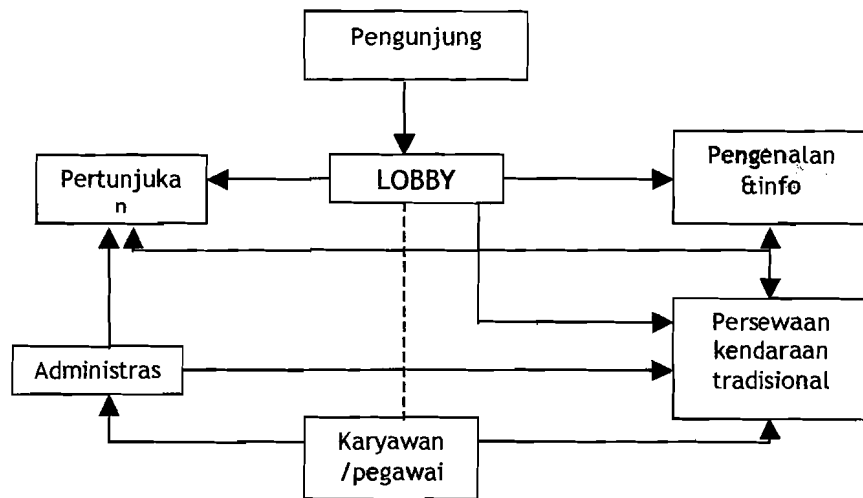 Pengunjung
LOBBY
Pertunjuka
n
Pengenalan
&info
Persewaan
kendaraan
tradisional
Administras
Karyawan
/pegawai